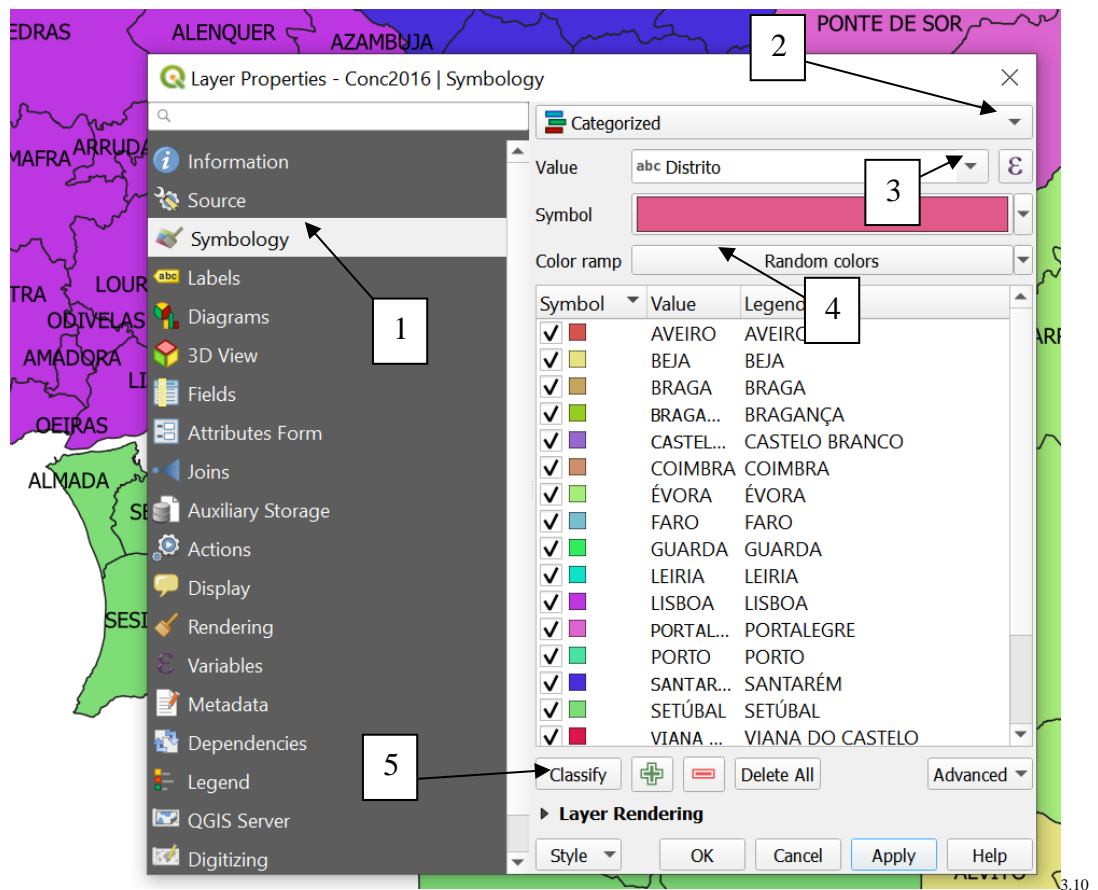 EDRAS
ALENQUER
AZAMBUJA
PONTE DE SOR
2
Layer Properties - Conc2016 | Symbology
Categorized
MAFRA
ARRUDA
Information
Value
abc Distrito
ε
3
Source
Symbol
Symbology
Color ramp
Random colors
4
TRA
LOUR
abc Labels
Symbol
Value
Legend
ODIVELAS
Diagrams
1
AVEIRO AVEIRO
AMADORA
3D View
BEJA BEJA
LI
Fields
BRAGA BRAGA
OEIRAS
Attributes Form
BRAGA... BRAGANÇA
CASTEL... CASTELO BRANCO
Joins
COIMBRA COIMBRA
ALMADA
ÉVORA ÉVORA
SE
Auxiliary Storage
FARO FARO
Actions
GUARDA GUARDA
Display
LEIRIA LEIRIA
SESI
Rendering
LISBOA LISBOA
PORTAL... PORTALEGRE
Variables
PORTO PORTO
Metadata
SANTAR... SANTARÉM
SETÚBAL SETÚBAL
Dependencies
VIANA ... VIANA DO CASTELO
5
Legend
Classify
Delete All
Advanced
QGIS Server
Layer Rendering
Digitizing
Style
OK
Cancel
Apply
Help
3.10